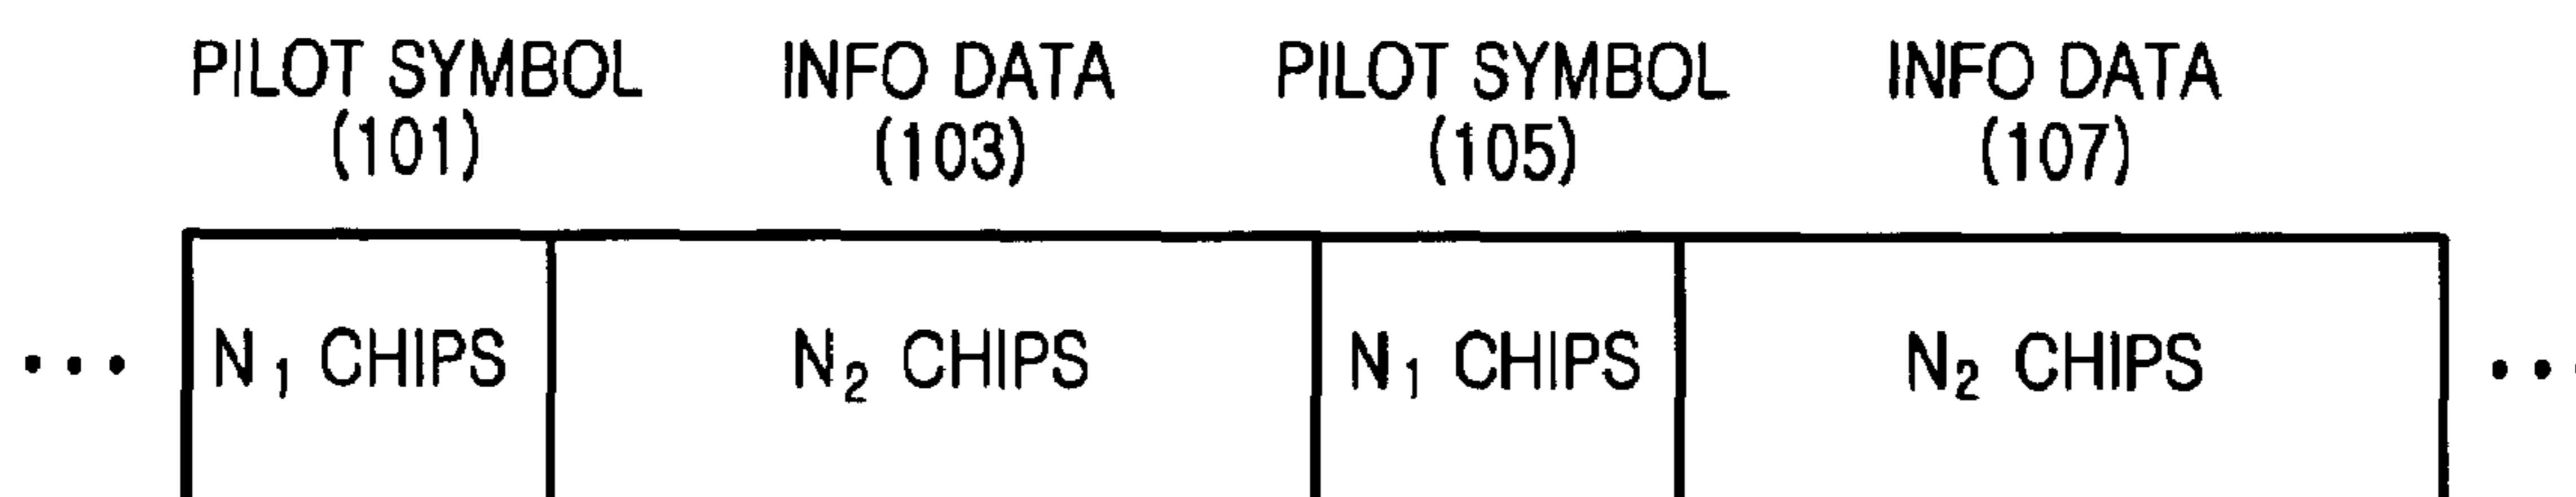 PILOT SYMBOL INFO DATA PILOT SYMBOL INFO DATA
(101) (103) (105) (107)
... N₁ CHIPS N₂ CHIPS N₁ CHIPS N₂ CHIPS ...